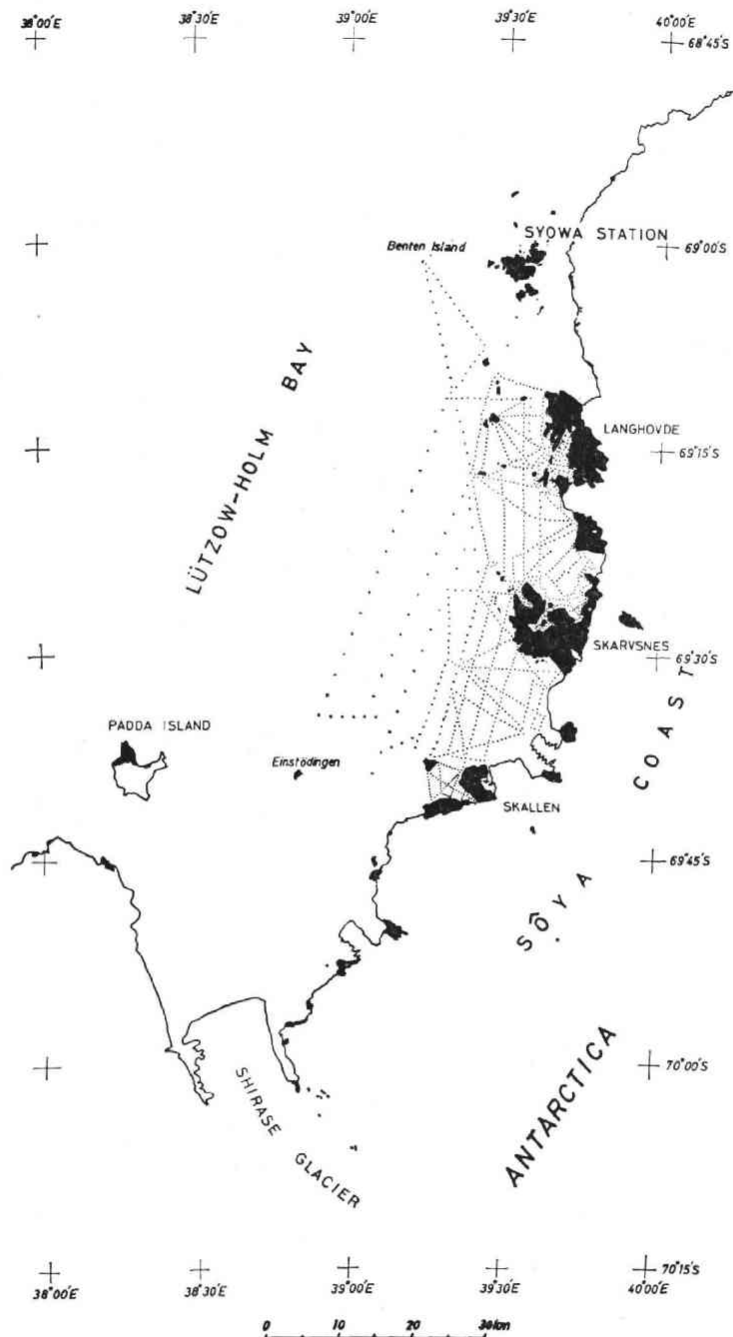 38°00'E 38°30'E 39°00'E 39°30'E 40°00'E
68°45'S
SYOWA STATION
Benten Island
69°00'S
LÜTZOW-HOLM BAY
LANGHOVDE
69°15'S
SKARVSNES
69°30'S
PADDA ISLAND
Einstödingen
SKALLEN
SÔYA COAST
69°45'S
70°00'S
SHIRASE GLACIER
ANTARCTICA
70°15'S
38°00'E 38°30'E 39°00'E 39°30'E 40°00'E
0 10 20 30km